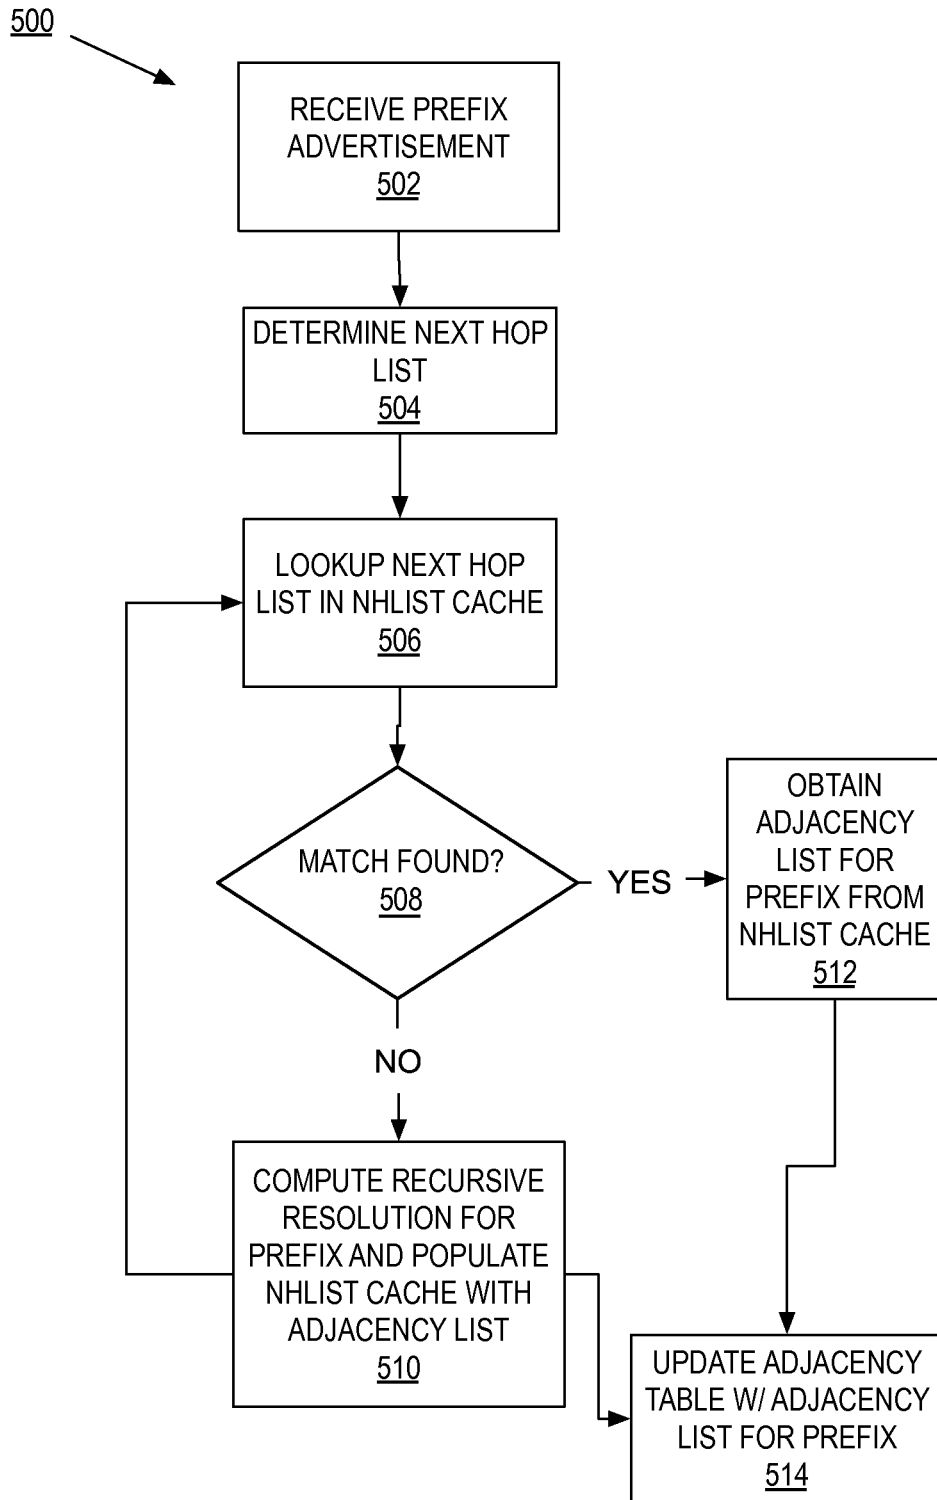 500
RECEIVE PREFIX
ADVERTISEMENT
502
DETERMINE NEXT HOP
LIST
504
LOOKUP NEXT HOP
LIST IN NHLIST CACHE
506
MATCH FOUND?
508
YES
OBTAIN
ADJACENCY
LIST FOR
PREFIX FROM
NHLIST CACHE
512
NO
COMPUTE RECURSIVE
RESOLUTION FOR
PREFIX AND POPULATE
NHLIST CACHE WITH
ADJACENCY LIST
510
UPDATE ADJACENCY
TABLE W/ ADJACENCY
LIST FOR PREFIX
514